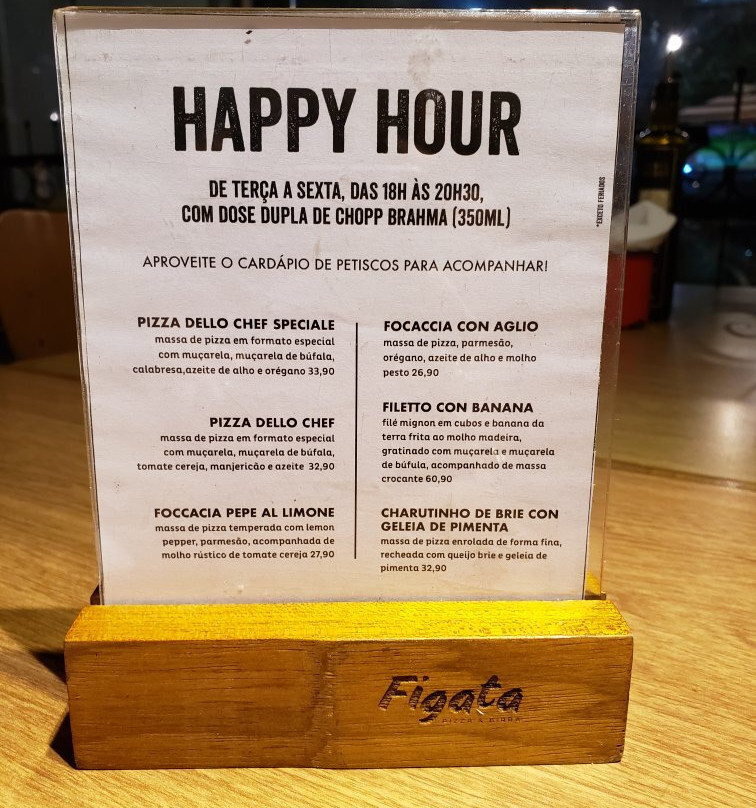 HAPPY HOUR
DE TERÇA A SEXTA, DAS 18H ÀS 20H30,
COM DOSE DUPLA DE CHOPP BRAHMA (350ML)
*EXCETO FERIADOS
APROVEITE O CARDÁPIO DE PETISCOS PARA ACOMPANHAR!
PIZZA DELLO CHEF SPECIALE
massa de pizza em formato especial
com muçarela, muçarela de búfala,
calabresa,azeite de alho e orégano 33,90
PIZZA DELLO CHEF
massa de pizza em formato especial
com muçarela, muçarela de búfala,
tomate cereja, manjericão e azeite 32,90
FOCCACIA PEPE AL LIMONE
massa de pizza temperada com lemon
pepper, parmesão, acompanhada de
molho rústico de tomate cereja 27,90
FOCACCIA CON AGLIO
massa de pizza, parmesão,
orégano, azeite de alho e molho
pesto 26,90
FILETTO CON BANANA
filé mignon em cubos e banana da
terra frita ao molho madeira,
gratinado com muçarela e muçarela
de búfula, acompanhado de massa
crocante 60,90
CHARUTINHO DE BRIE CON
GELEIA DE PIMENTA
massa de pizza enrolada de forma fina,
recheada com queijo brie e geleia de
pimenta 32,90
Figata
PIZZA & BIRRA